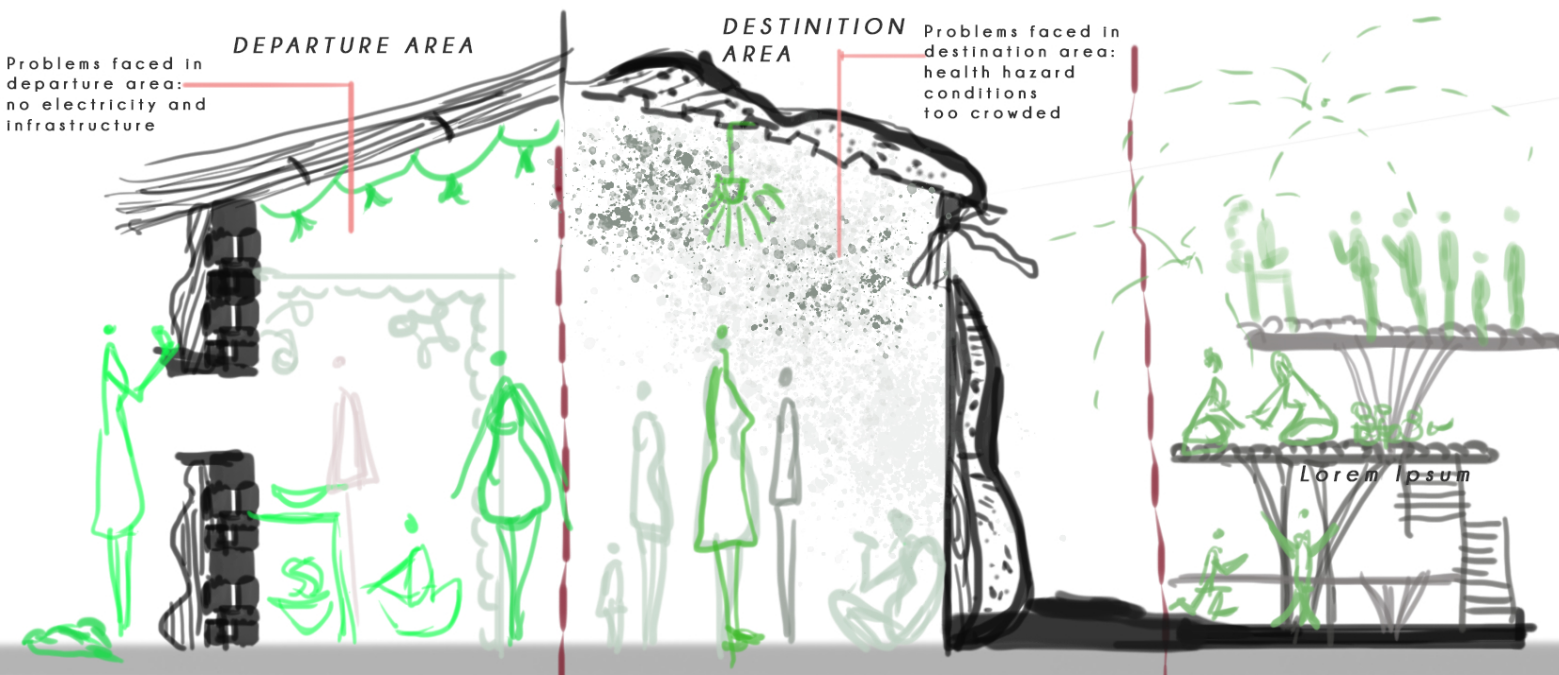 DEPARTURE AREA
Problems faced in
departure area:
no electricity and
infrastructure
DESTINITION
AREA
Problems faced in
destination area:
health hazard
conditions
too crowded
Lorem Ipsum